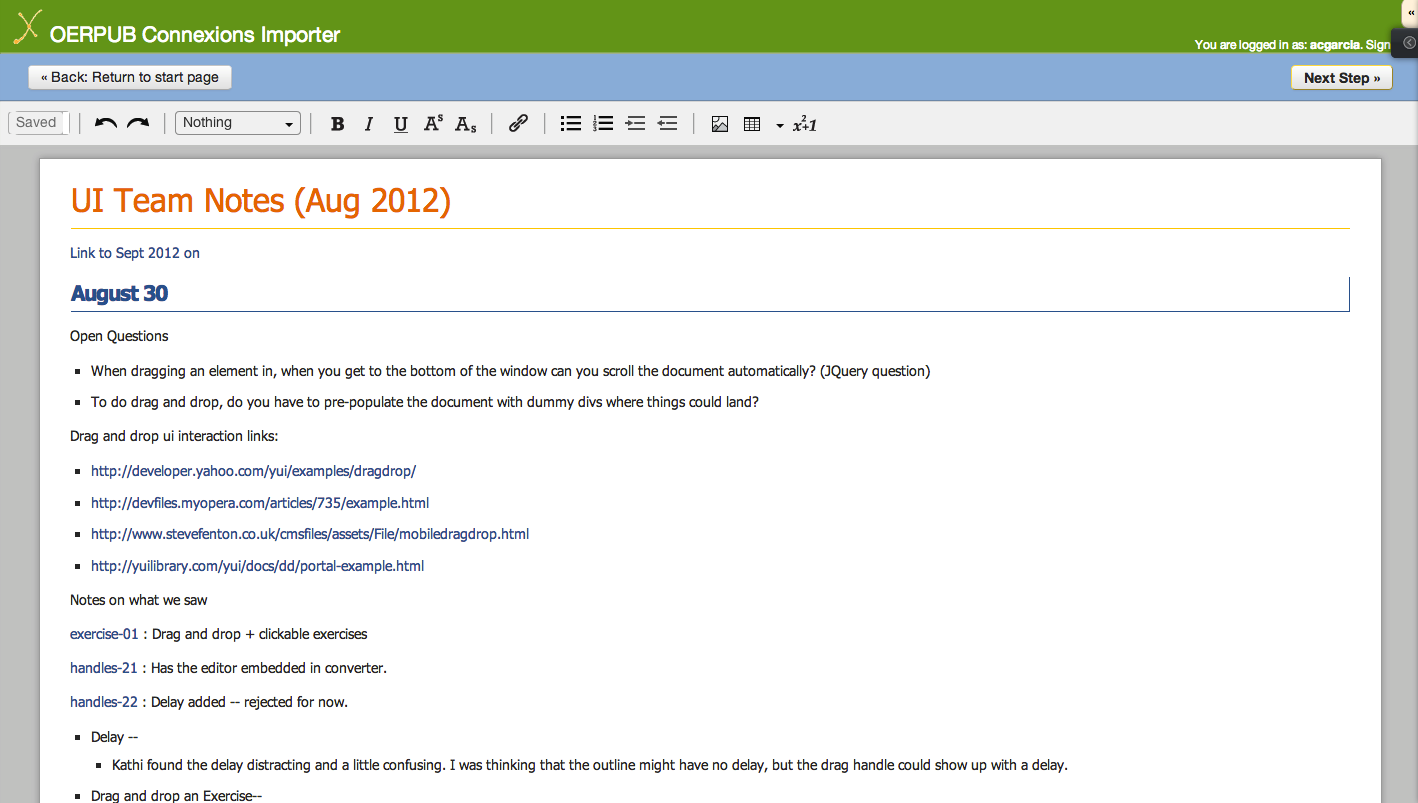 OERPUB Connexions Importer
«
You are logged in as: acgarcia. Sign
« Back: Return to start page
Next Step »
Saved
Nothing
B I U Aˢ Aₛ
1
2
3
x²+1
UI Team Notes (Aug 2012)
Link to Sept 2012 on
August 30
Open Questions
When dragging an element in, when you get to the bottom of the window can you scroll the document automatically? (JQuery question)
To do drag and drop, do you have to pre-populate the document with dummy divs where things could land?
Drag and drop ui interaction links:
http://developer.yahoo.com/yui/examples/dragdrop/
http://devfiles.myopera.com/articles/735/example.html
http://www.stevefenton.co.uk/cmsfiles/assets/File/mobiledragdrop.html
http://yuilibrary.com/yui/docs/dd/portal-example.html
Notes on what we saw
exercise-01 : Drag and drop + clickable exercises
handles-21 : Has the editor embedded in converter.
handles-22 : Delay added -- rejected for now.
Delay --
Kathi found the delay distracting and a little confusing. I was thinking that the outline might have no delay, but the drag handle could show up with a delay.
Drag and drop an Exercise--